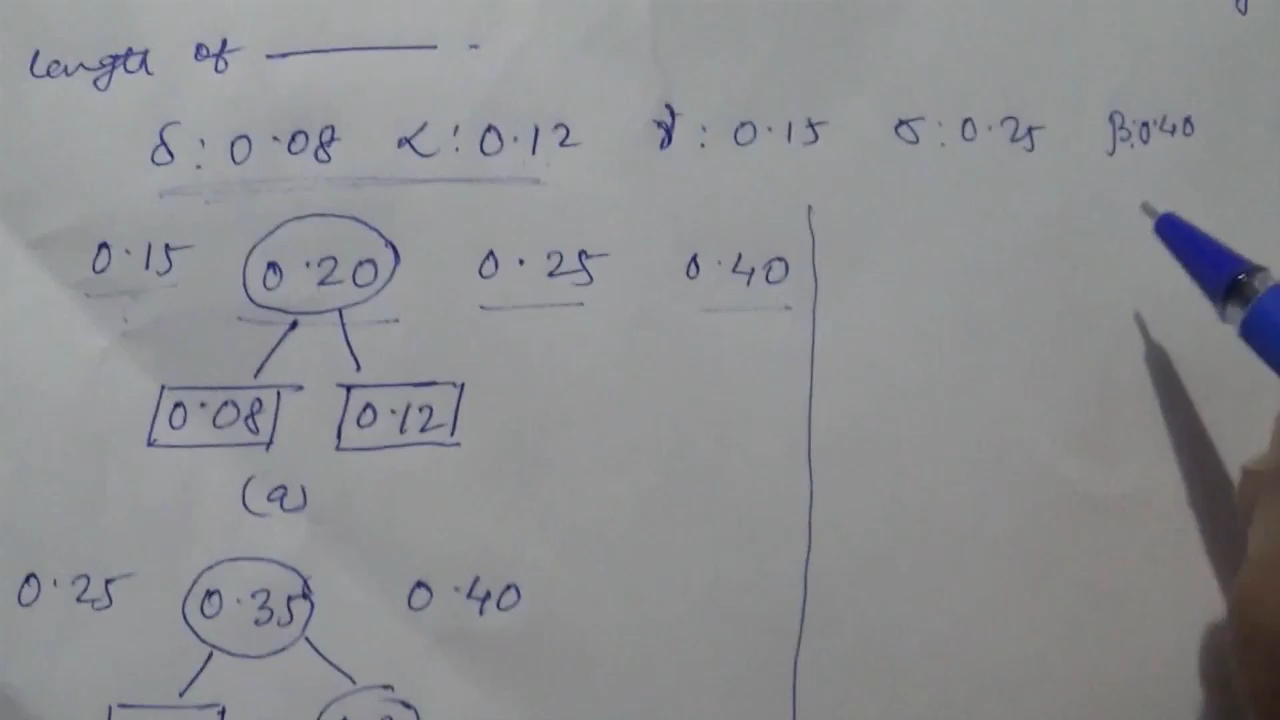 Length of ———— .
δ : 0.08 α : 0.12 γ : 0.15 σ : 0.25 β:0.40
0.15 0.20 0.25 0.40
0.08 0.12
(a)
0.25 0.35 0.40